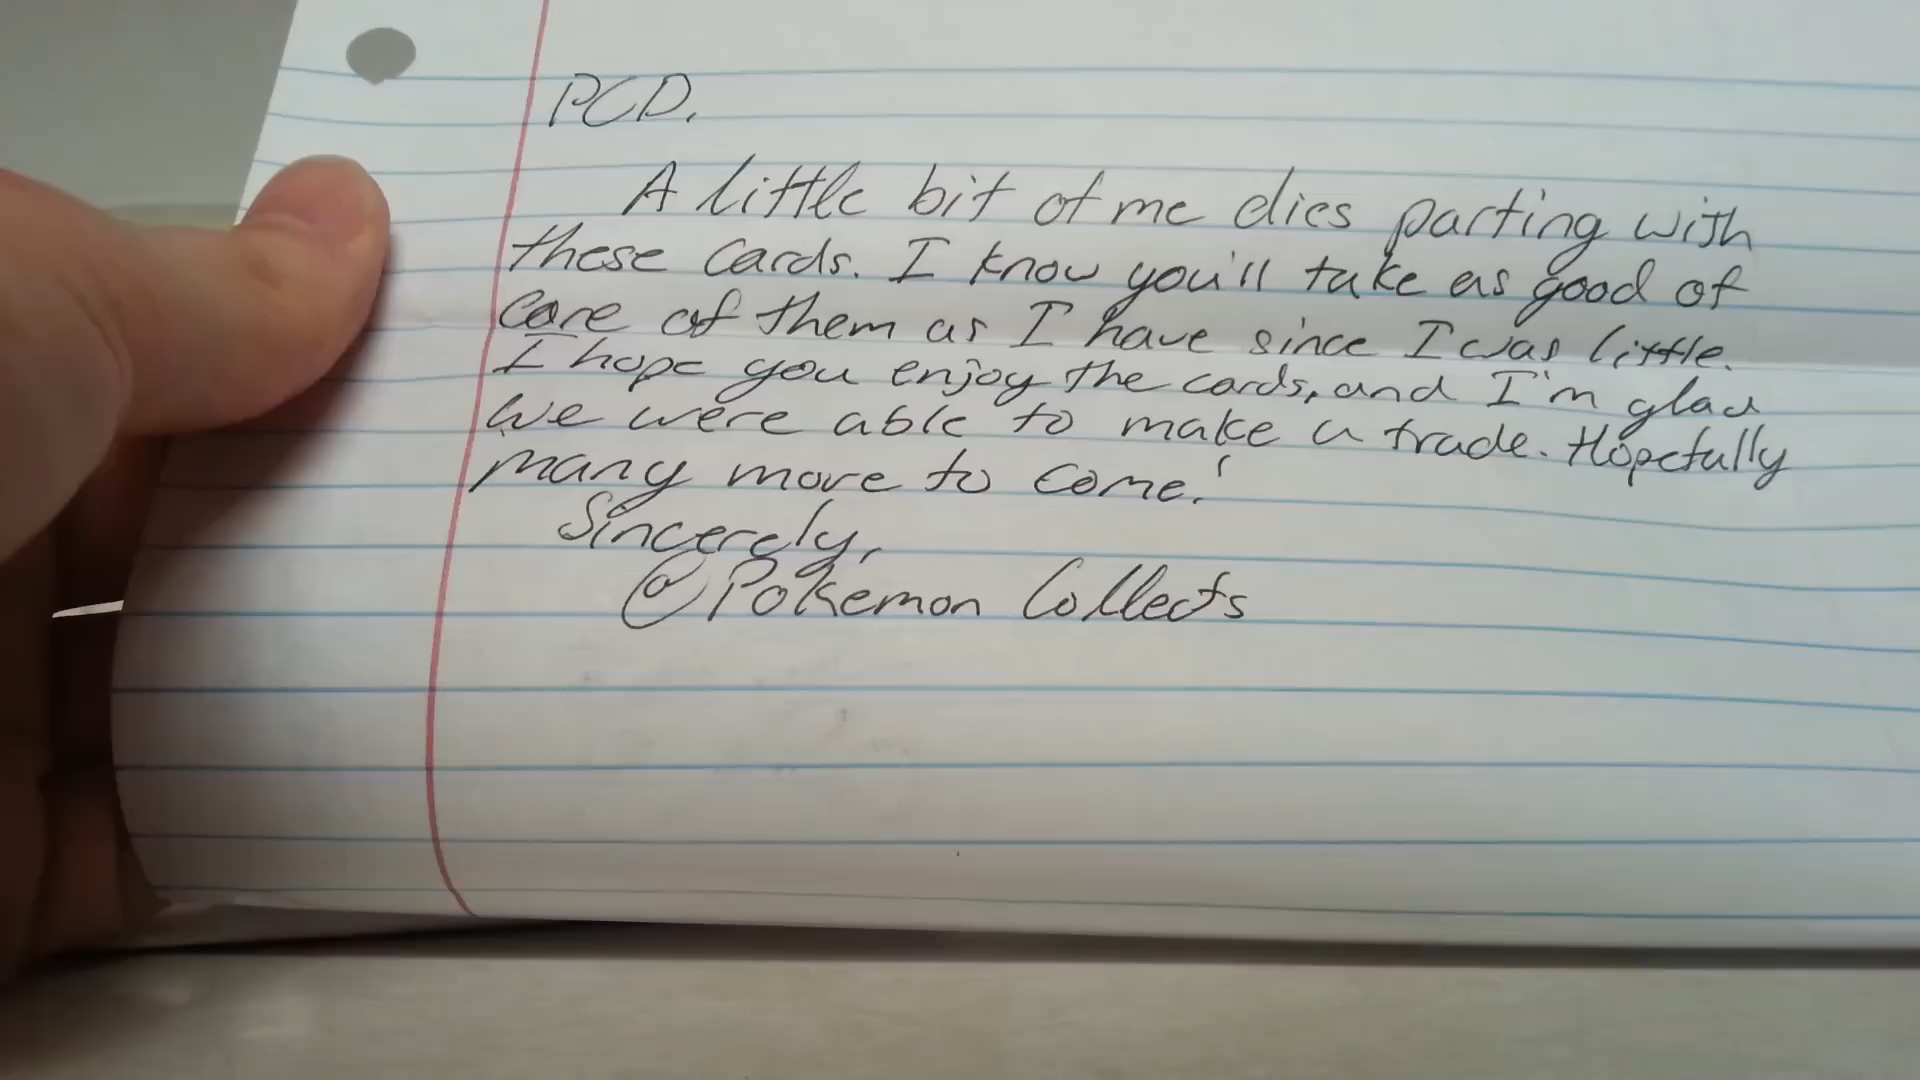 PCD.
A little bit of me dies parting with
these cards. I know you'll take as good of
care of them as I have since I was little.
I hope you enjoy the cards, and I'm glad
we were able to make a trade. Hopefully
many more to come!
Sincerely,
@Pokemon Collects